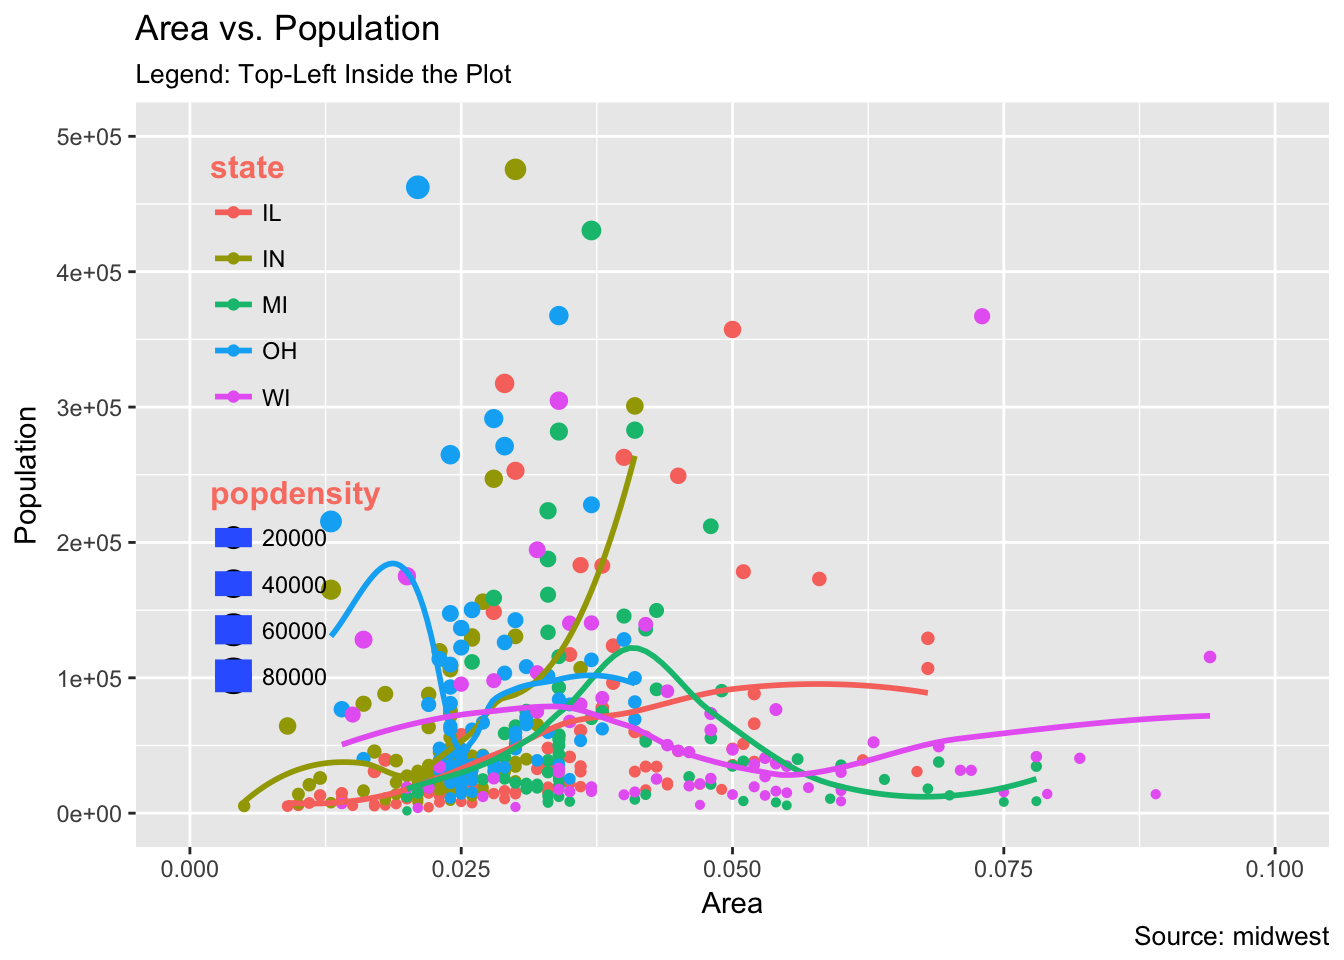 Area vs. Population
Legend: Top-Left Inside the Plot
5e+05
4e+05
3e+05
2e+05
1e+05
0e+00
Population
state
IL
IN
MI
OH
WI
popdensity
20000
40000
60000
80000
0.000 0.025 0.050 0.075 0.100
Area
Source: midwest